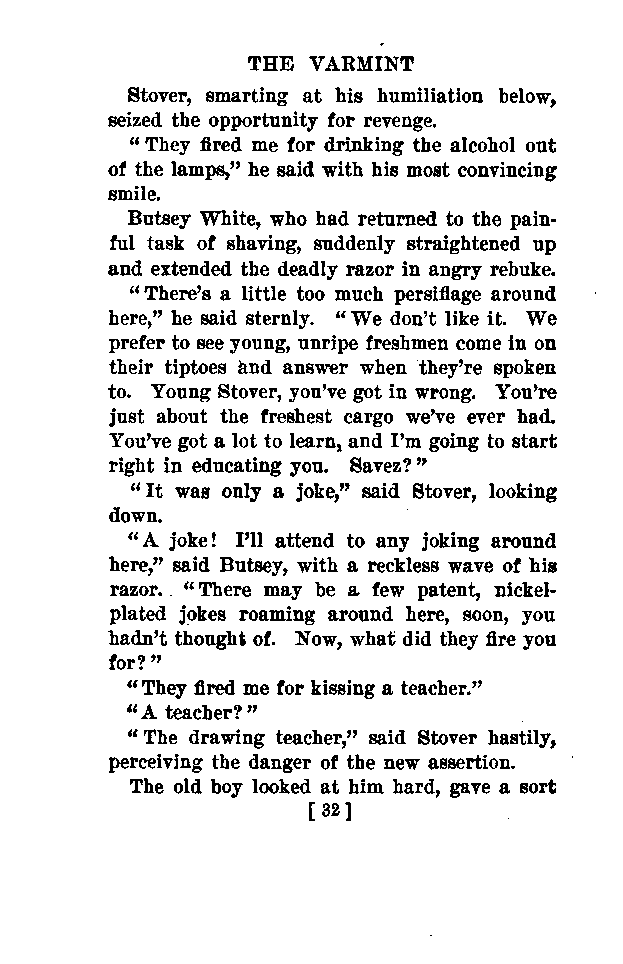 THE VARMINT
Stover, smarting at his humiliation below,
seized the opportunity for revenge.
"They fired me for drinking the alcohol out
of the lamps," he said with his most convincing
smile.
Butsey White, who had returned to the pain-
ful task of shaving, suddenly straightened up
and extended the deadly razor in angry rebuke.
"There's a little too much persiflage around
here," he said sternly. "We don't like it. We
prefer to see young, unripe freshmen come in on
their tiptoes and answer when they're spoken
to. Young Stover, you've got in wrong. You're
just about the freshest cargo we've ever had.
You've got a lot to learn, and I'm going to start
right in educating you. Savez?"
"It was only a joke," said Stover, looking
down.
"A joke! I'll attend to any joking around
here," said Butsey, with a reckless wave of his
razor. "There may be a few patent, nickel-
plated jokes roaming around here, soon, you
hadn't thought of. Now, what did they fire you
for?"
"They fired me for kissing a teacher."
"A teacher?"
"The drawing teacher," said Stover hastily,
perceiving the danger of the new assertion.
The old boy looked at him hard, gave a sort
[32]